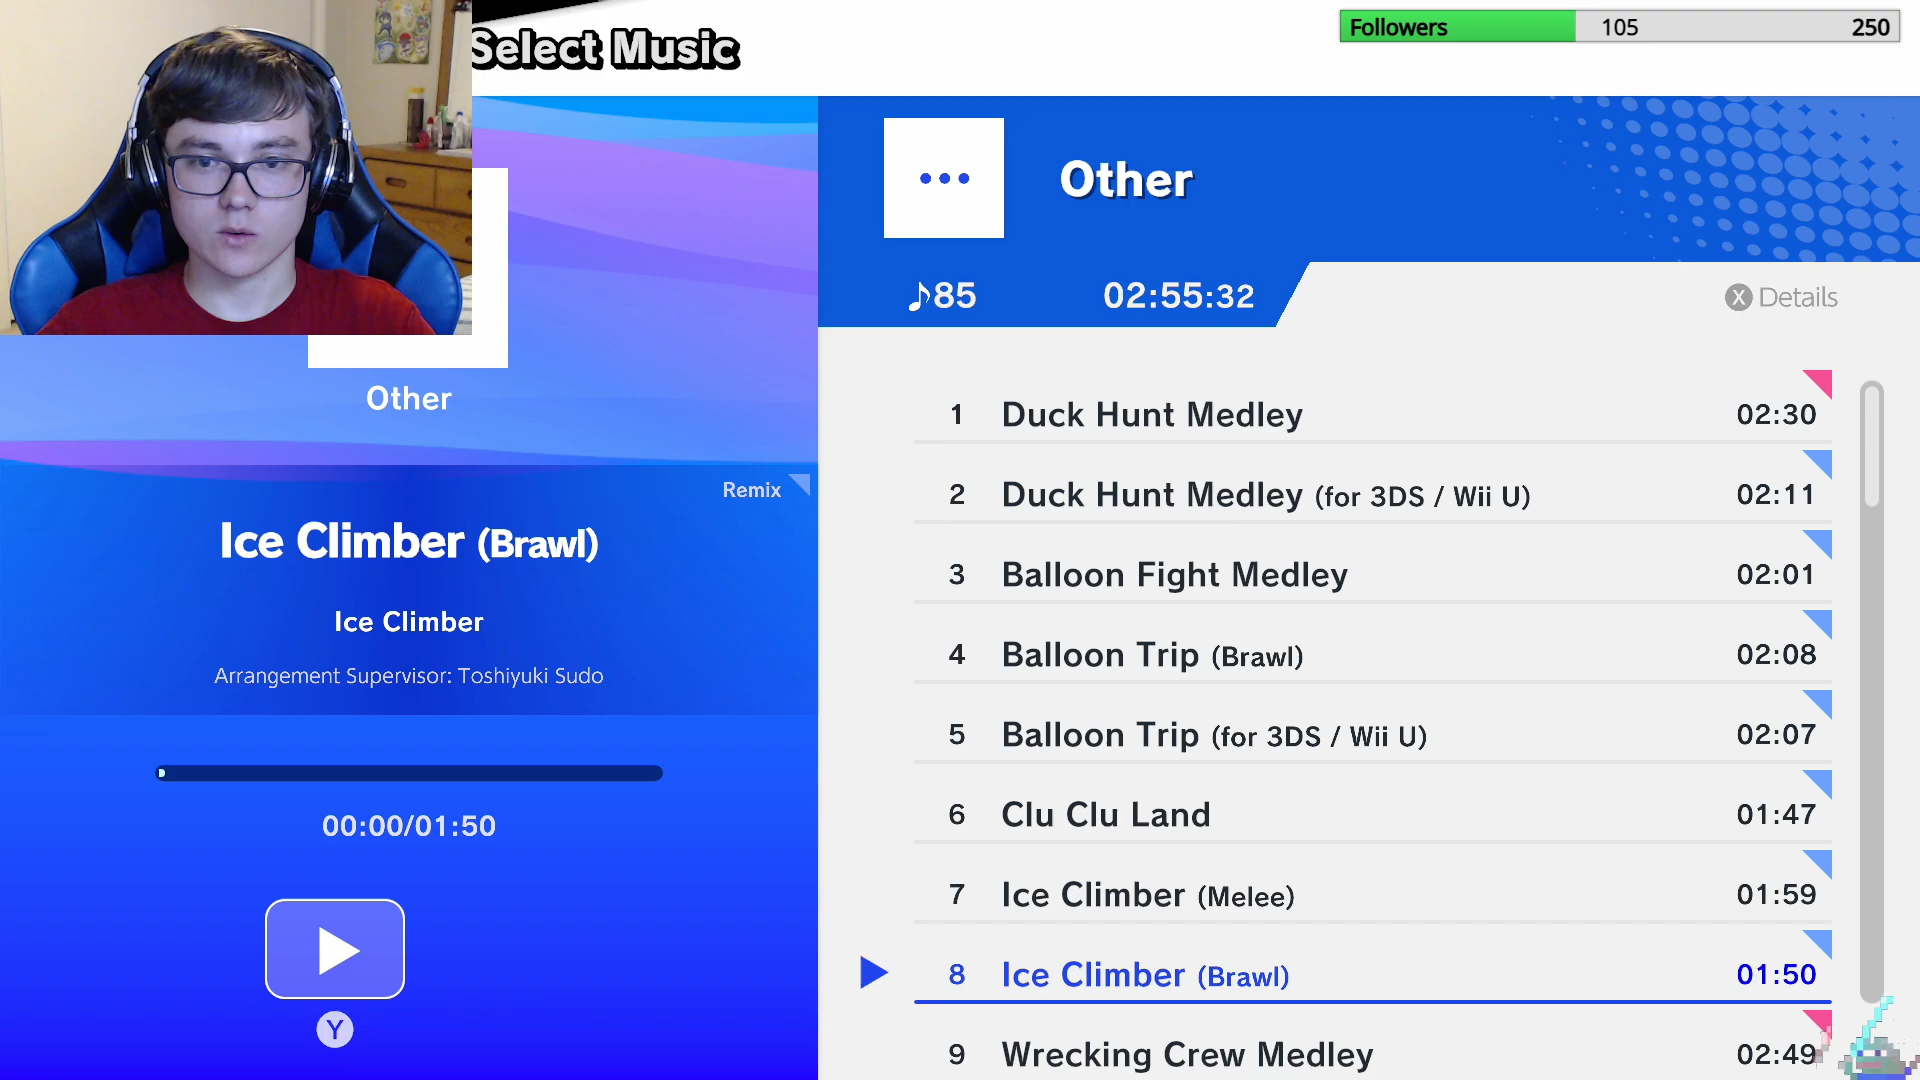 Select Music
Followers 105 250
Other
♪85 02:55:32
X Details
Other
Remix
Ice Climber (Brawl)
Ice Climber
Arrangement Supervisor: Toshiyuki Sudo
00:00/01:50
Y
1 Duck Hunt Medley 02:30
2 Duck Hunt Medley (for 3DS / Wii U) 02:11
3 Balloon Fight Medley 02:01
4 Balloon Trip (Brawl) 02:08
5 Balloon Trip (for 3DS / Wii U) 02:07
6 Clu Clu Land 01:47
7 Ice Climber (Melee) 01:59
8 Ice Climber (Brawl) 01:50
9 Wrecking Crew Medley 02:49